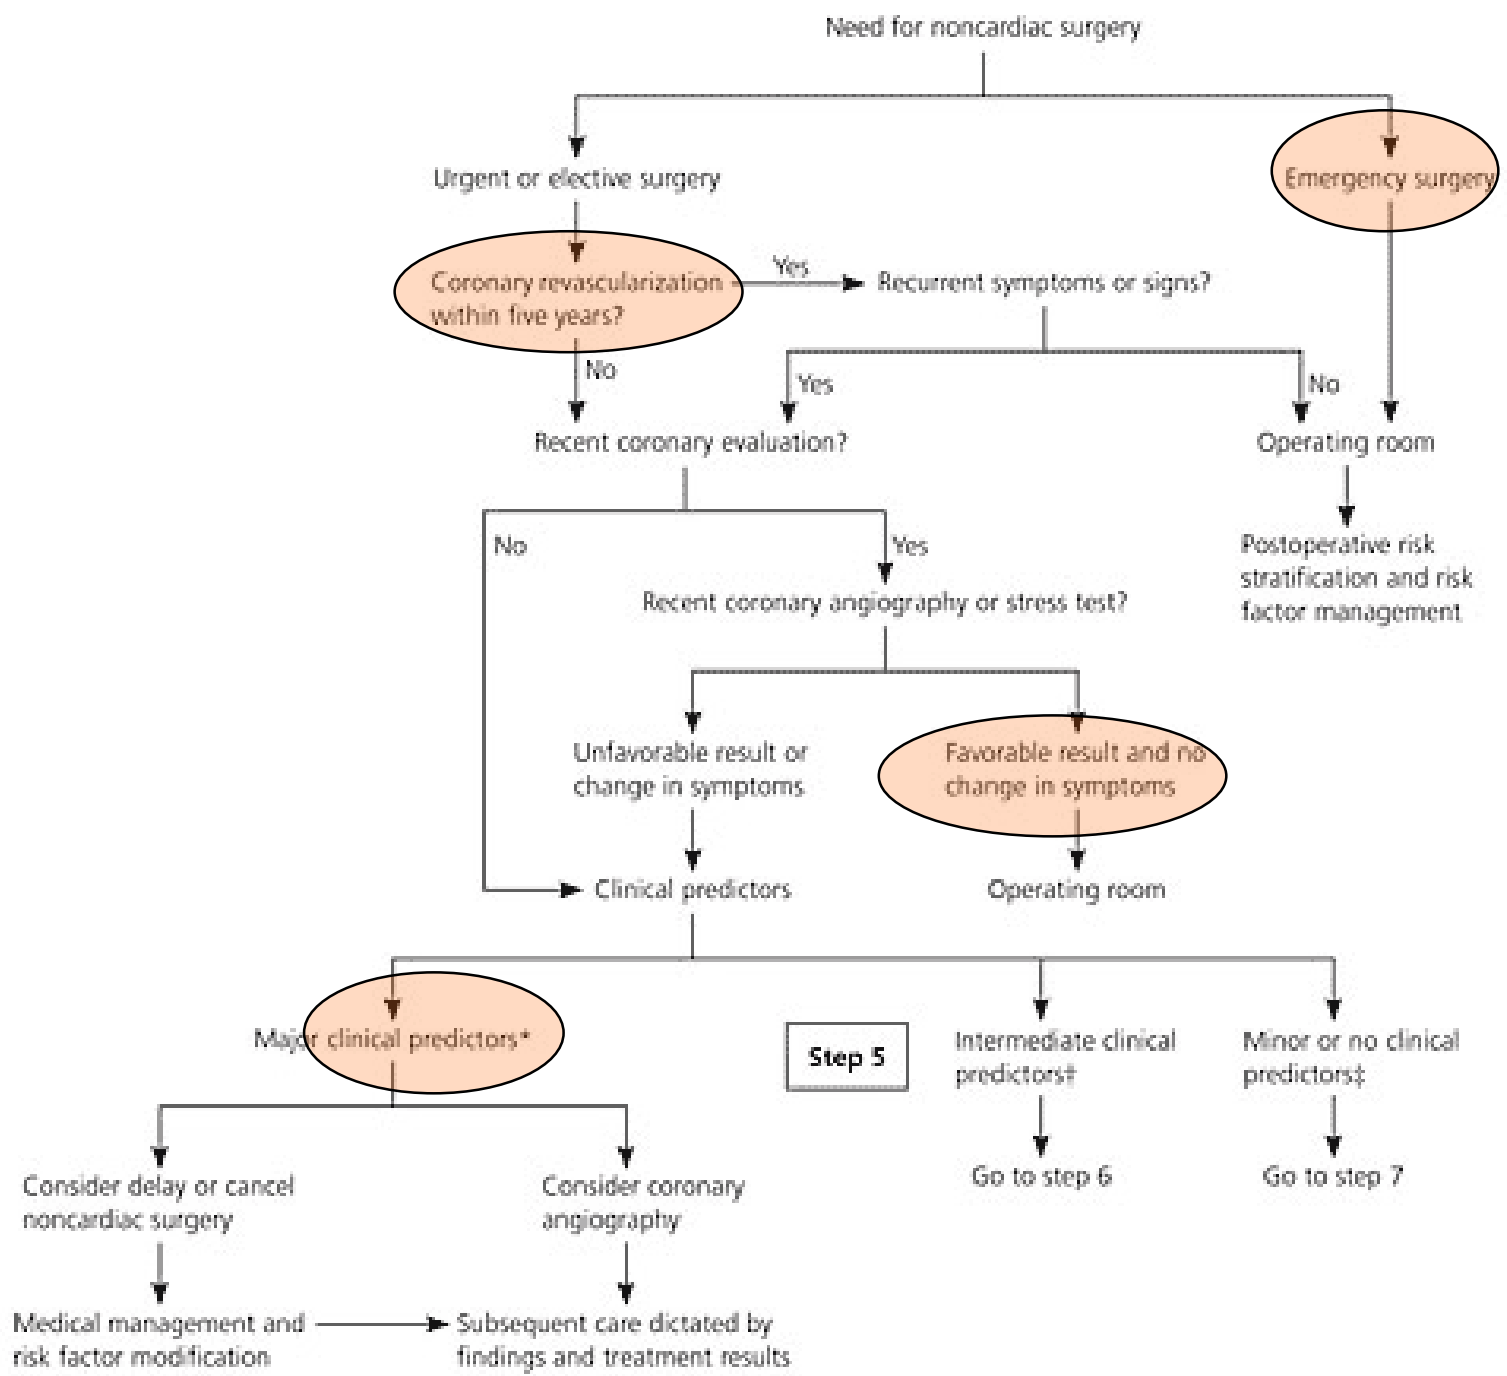 Need for noncardiac surgery
Urgent or elective surgery
Emergency surgery
Coronary revascularization
within five years?
Yes
Recurrent symptoms or signs?
No
Yes
No
Recent coronary evaluation?
Operating room
No
Yes
Postoperative risk
stratification and risk
factor management
Recent coronary angiography or stress test?
Unfavorable result or
change in symptoms
Favorable result and no
change in symptoms
Clinical predictors
Operating room
Major clinical predictors*
Step 5
Intermediate clinical
predictors†
Minor or no clinical
predictors‡
Consider delay or cancel
noncardiac surgery
Consider coronary
angiography
Go to step 6
Go to step 7
Medical management and
risk factor modification
Subsequent care dictated by
findings and treatment results